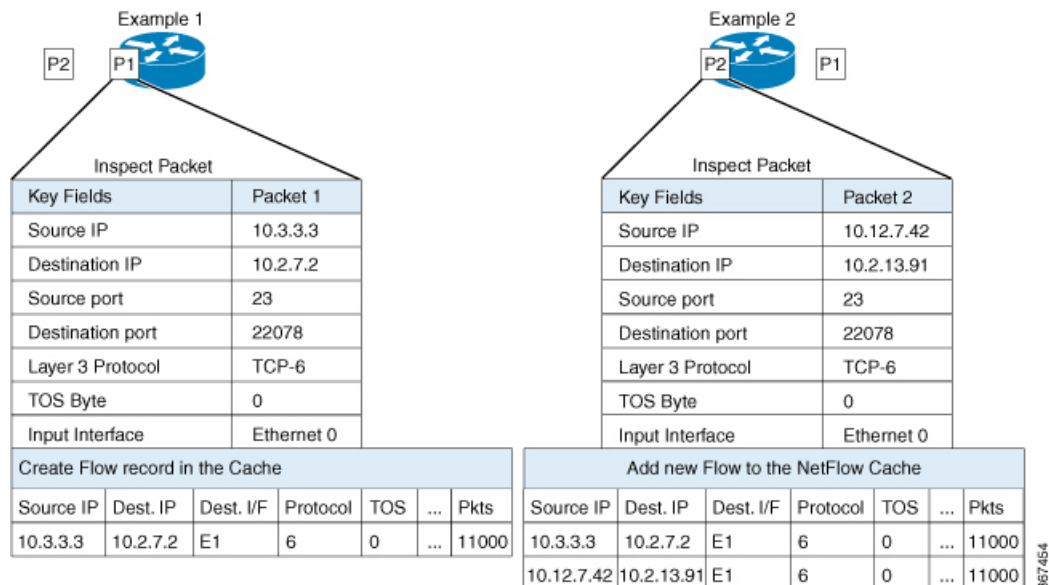 Example 1
P2
P1
Inspect Packet
Key Fields Packet 1
Source IP 10.3.3.3
Destination IP 10.2.7.2
Source port 23
Destination port 22078
Layer 3 Protocol TCP-6
TOS Byte 0
Input Interface Ethernet 0
Create Flow record in the Cache
Source IP Dest. IP Dest. I/F Protocol TOS ... Pkts
10.3.3.3 10.2.7.2 E1 6 0 ... 11000
Example 2
P2
P1
Inspect Packet
Key Fields Packet 2
Source IP 10.12.7.42
Destination IP 10.2.13.91
Source port 23
Destination port 22078
Layer 3 Protocol TCP-6
TOS Byte 0
Input Interface Ethernet 0
Add new Flow to the NetFlow Cache
Source IP Dest. IP Dest. I/F Protocol TOS ... Pkts
10.3.3.3 10.2.7.2 E1 6 0 ... 11000
10.12.7.42 10.2.13.91 E1 6 0 ... 11000